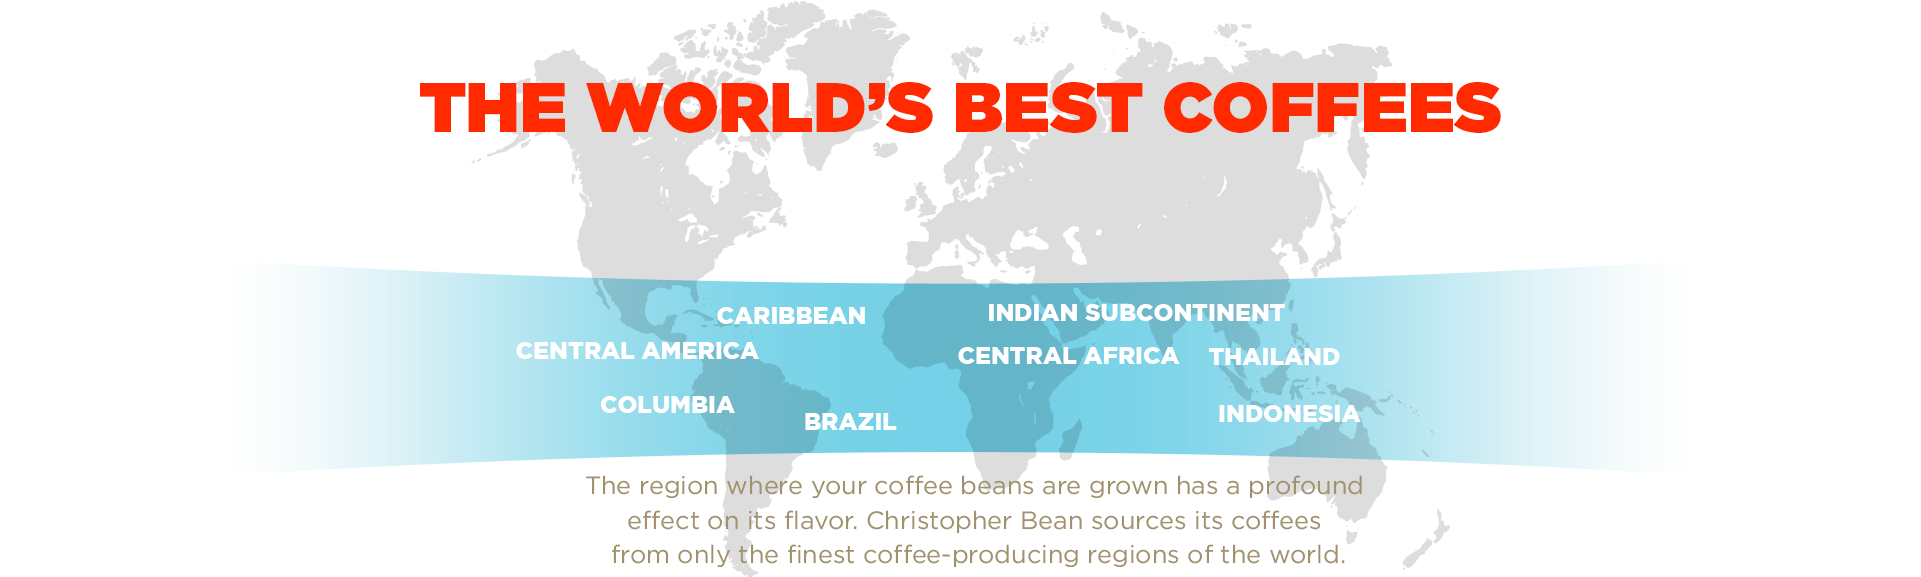 THE WORLD’S BEST COFFEES
CARIBBEAN
INDIAN SUBCONTINENT
CENTRAL AMERICA
CENTRAL AFRICA
THAILAND
COLUMBIA
BRAZIL
INDONESIA
The region where your coffee beans are grown has a profound
effect on its flavor. Christopher Bean sources its coffees
from only the finest coffee-producing regions of the world.